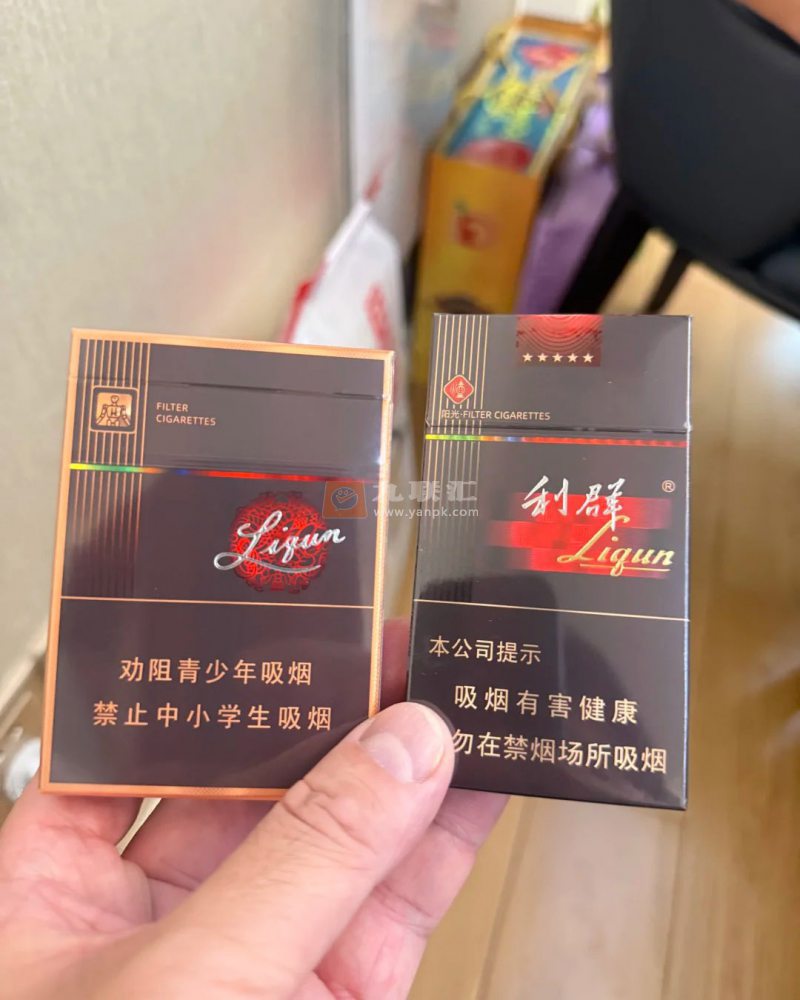 FILTER
CIGARETTES
Liqun
劝阻青少年吸烟
禁止中小学生吸烟
阳光·FILTER CIGARETTES
利群®
Liqun
本公司提示
吸烟有害健康
勿在禁烟场所吸烟
九联汇
www.yanpk.com